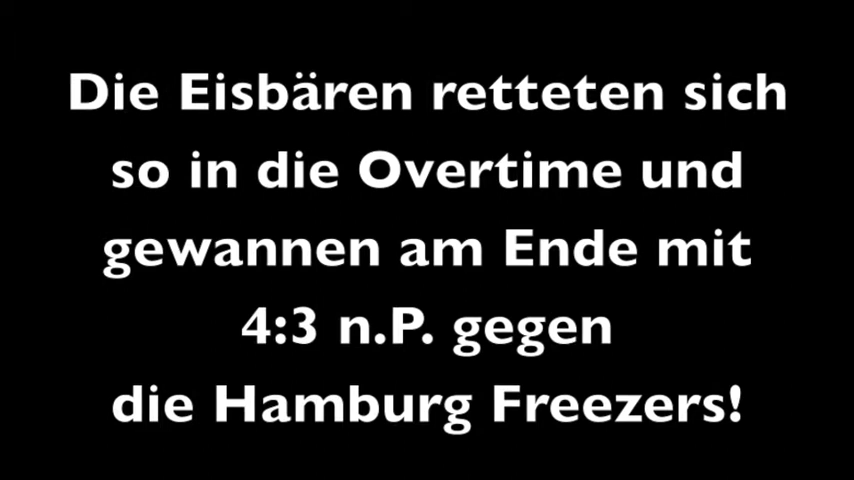 Die Eisbären retteten sich
so in die Overtime und
gewannen am Ende mit
4:3 n.P. gegen
die Hamburg Freezers!